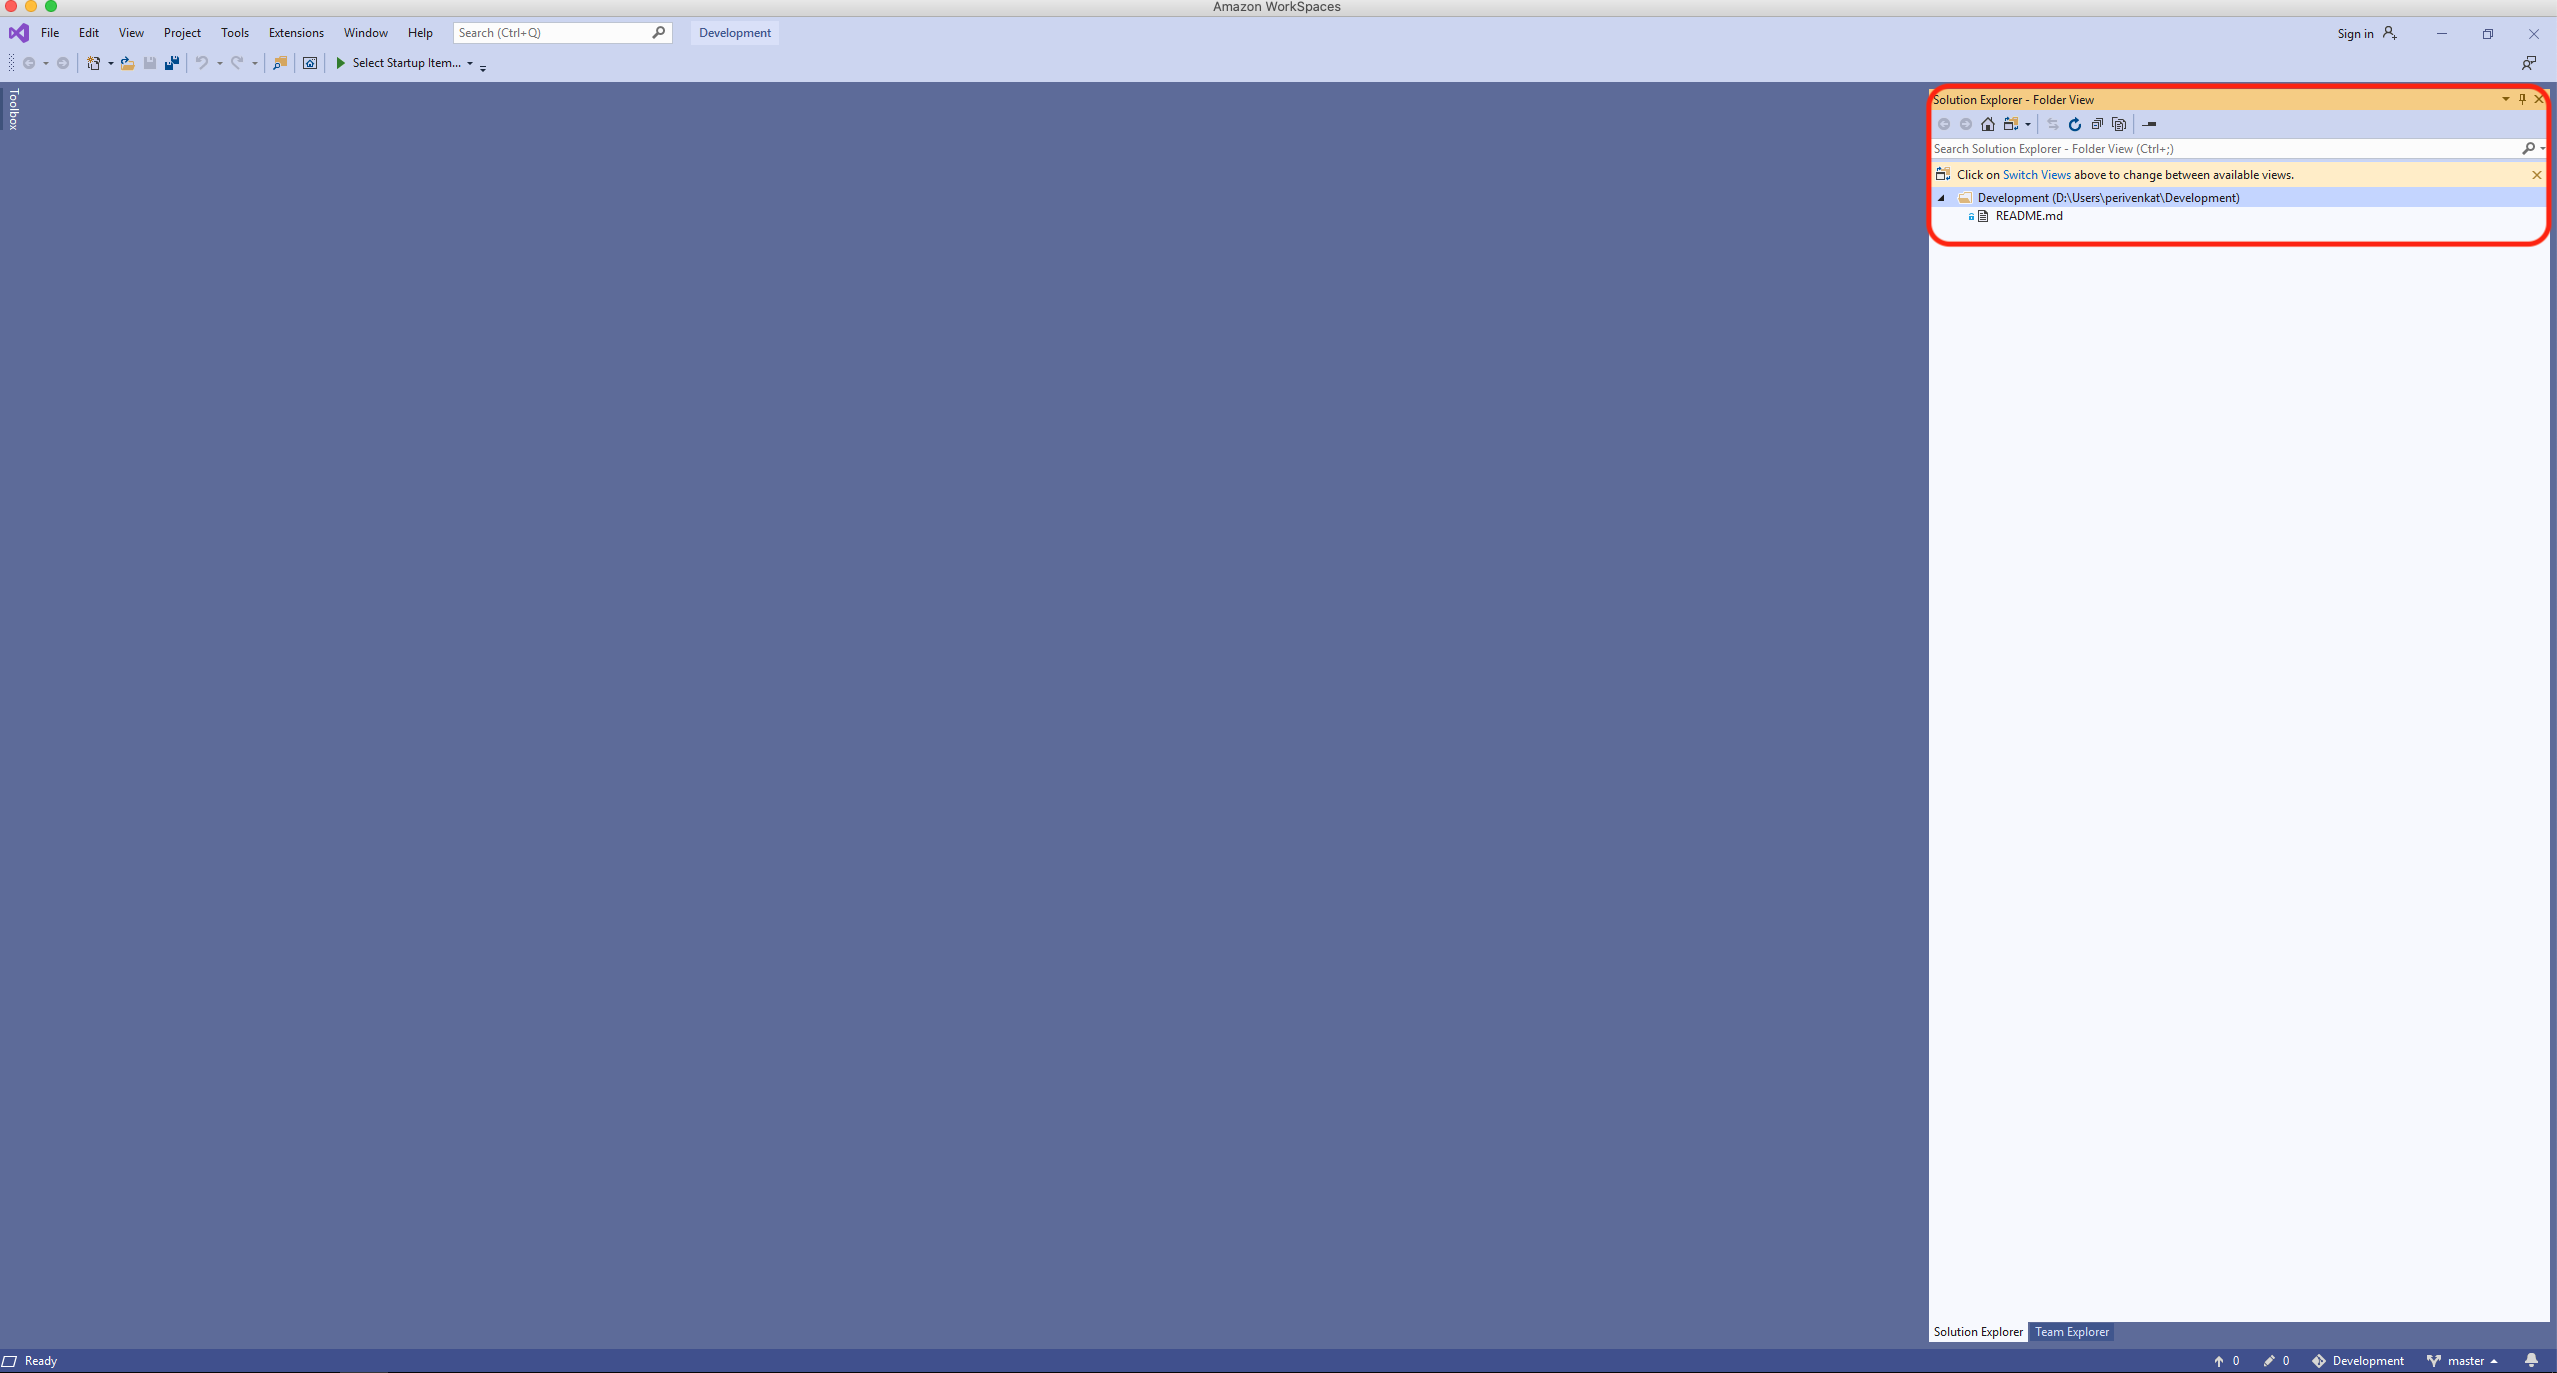 Amazon WorkSpaces
File Edit View Project Tools Extensions Window Help Search (Ctrl+Q) Development Sign in
Select Startup Item...
Toolbox
Solution Explorer - Folder View
Search Solution Explorer - Folder View (Ctrl+;)
Click on Switch Views above to change between available views.
Development (D:\Users\perivenkat\Development)
README.md
Solution Explorer Team Explorer
Ready 0 0 Development master